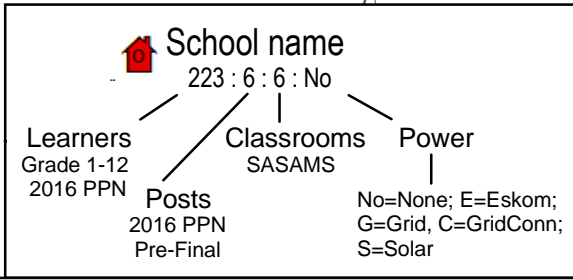 O School name
223 : 6 : 6 : No
Learners
Grade 1-12
2016 PPN
Posts
2016 PPN
Pre-Final
Classrooms
SASAMS
Power
No=None; E=Eskom;
G=Grid, C=GridConn;
S=Solar